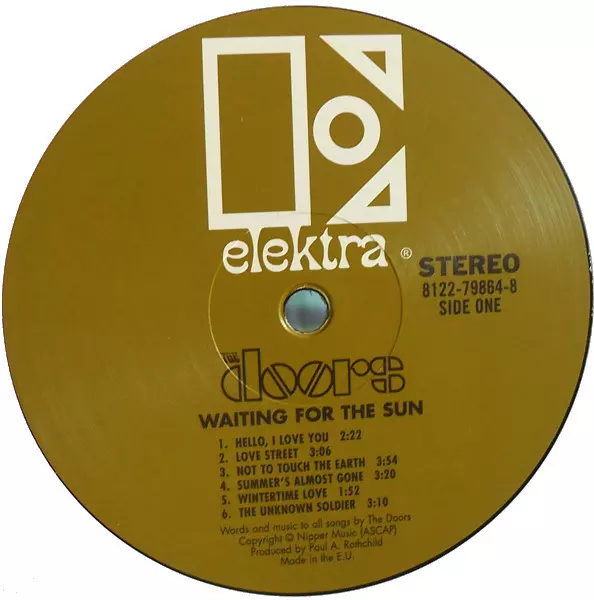 elektra ®
STEREO
8122-79864-8
SIDE ONE
THE
doors
WAITING FOR THE SUN
1. HELLO, I LOVE YOU 2:22
2. LOVE STREET 3:06
3. NOT TO TOUCH THE EARTH 3:54
4. SUMMER'S ALMOST GONE 3:20
5. WINTERTIME LOVE 1:52
6. THE UNKNOWN SOLDIER 3:10
Words and music to all songs by The Doors
Copyright © Nipper Music (ASCAP)
Produced by Paul A. Rothchild
Made in the E.U.